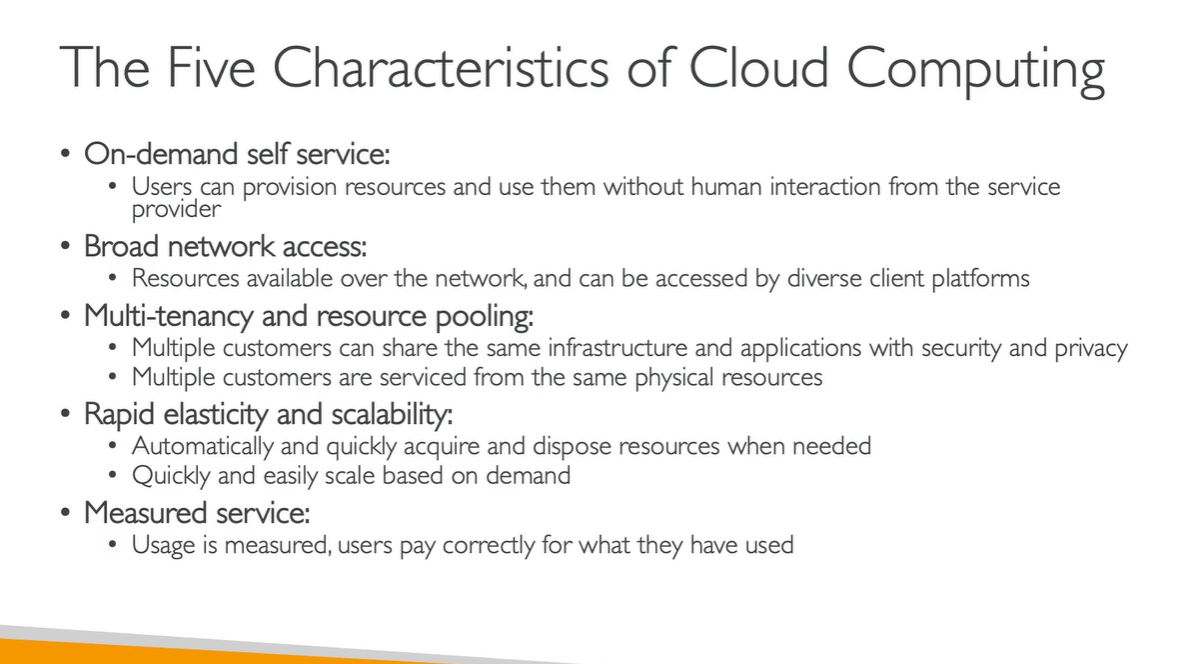 The Five Characteristics of Cloud Computing
• On-demand self service:
• Users can provision resources and use them without human interaction from the service
provider
• Broad network access:
• Resources available over the network, and can be accessed by diverse client platforms
• Multi-tenancy and resource pooling:
• Multiple customers can share the same infrastructure and applications with security and privacy
• Multiple customers are serviced from the same physical resources
• Rapid elasticity and scalability:
• Automatically and quickly acquire and dispose resources when needed
• Quickly and easily scale based on demand
• Measured service:
• Usage is measured, users pay correctly for what they have used